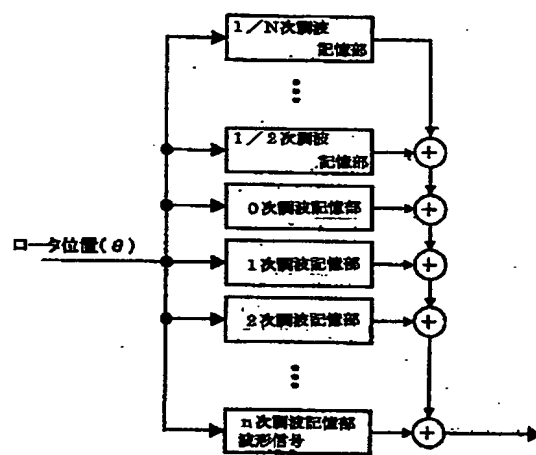 1／N次調波
記憶部
1／2次調波
記憶部
0次調波記憶部
ロータ位置(θ)
1次調波記憶部
2次調波記憶部
n次調波記憶部
波形信号